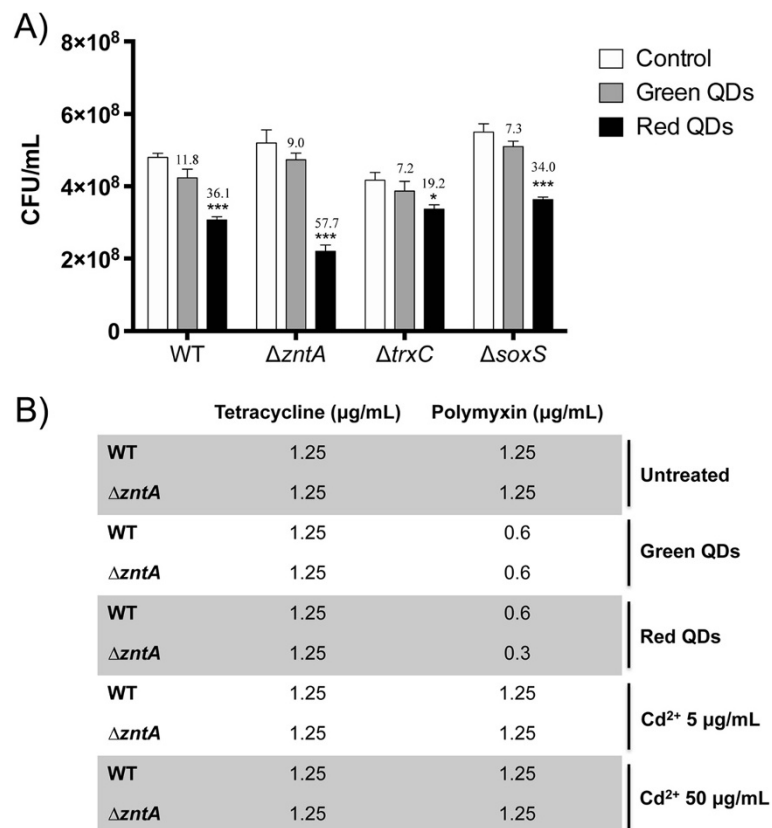 A)
8×10⁸
6×10⁸
4×10⁸
2×10⁸
0
CFU/mL
Control
Green QDs
Red QDs
11.8
36.1
***
9.0
57.7
***
7.2
19.2
*
7.3
34.0
***
WT ΔzntA ΔtrxC ΔsoxS
B)
Tetracycline (µg/mL) Polymyxin (µg/mL)
WT 1.25 1.25
ΔzntA 1.25 1.25
Untreated
WT 1.25 0.6
ΔzntA 1.25 0.6
Green QDs
WT 1.25 0.6
ΔzntA 1.25 0.3
Red QDs
WT 1.25 1.25
ΔzntA 1.25 1.25
Cd²⁺ 5 µg/mL
WT 1.25 1.25
ΔzntA 1.25 1.25
Cd²⁺ 50 µg/mL